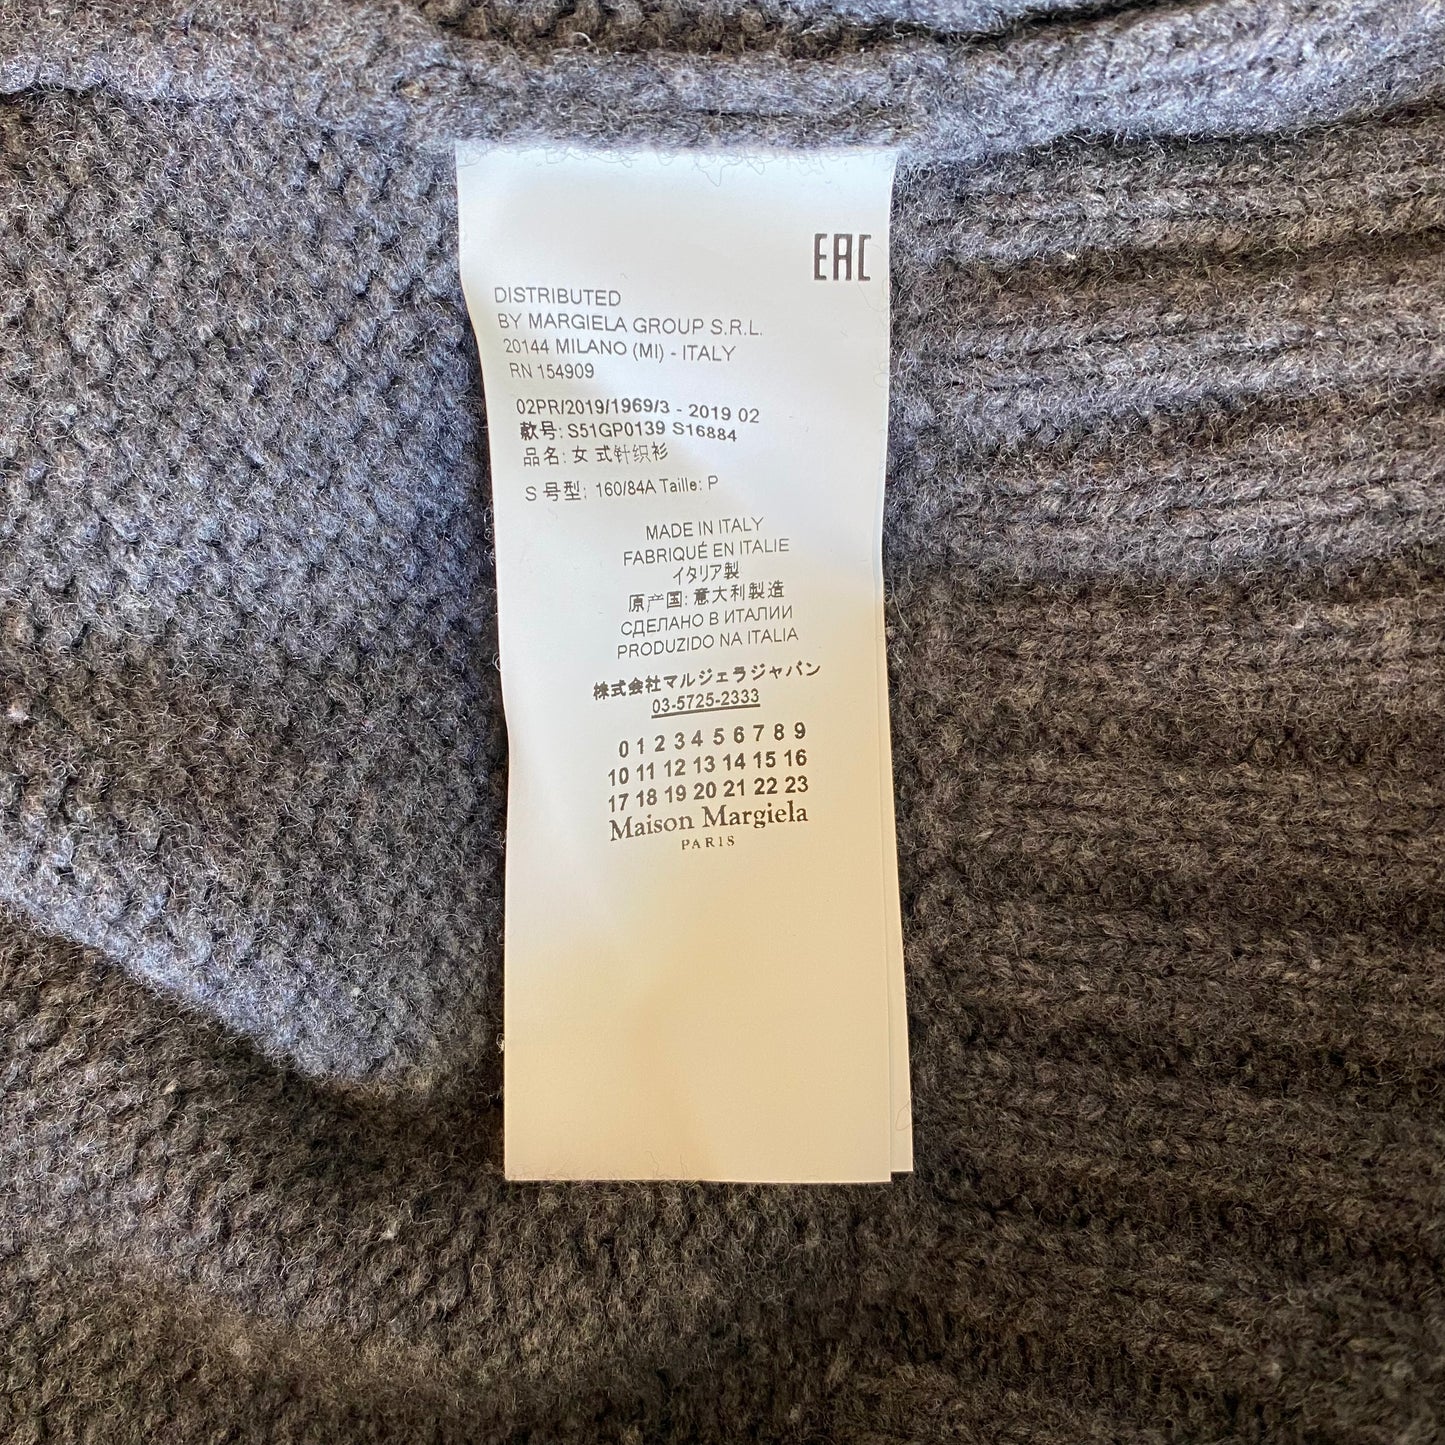 EAC
DISTRIBUTED
BY MARGIELA GROUP S.R.L.
20144 MILANO (MI) - ITALY
RN 154909
02PR/2019/1969/3 - 2019 02
款号: S51GP0139 S16884
品名: 女式针织衫
S 号型: 160/84A Taille: P
MADE IN ITALY
FABRIQUÉ EN ITALIE
イタリア製
原产国: 意大利製造
СДЕЛАНО В ИТАЛИИ
PRODUZIDO NA ITALIA
株式会社マルジェラジャパン
03-5725-2333
0 1 2 3 4 5 6 7 8 9
10 11 12 13 14 15 16
17 18 19 20 21 22 23
Maison Margiela
PARIS